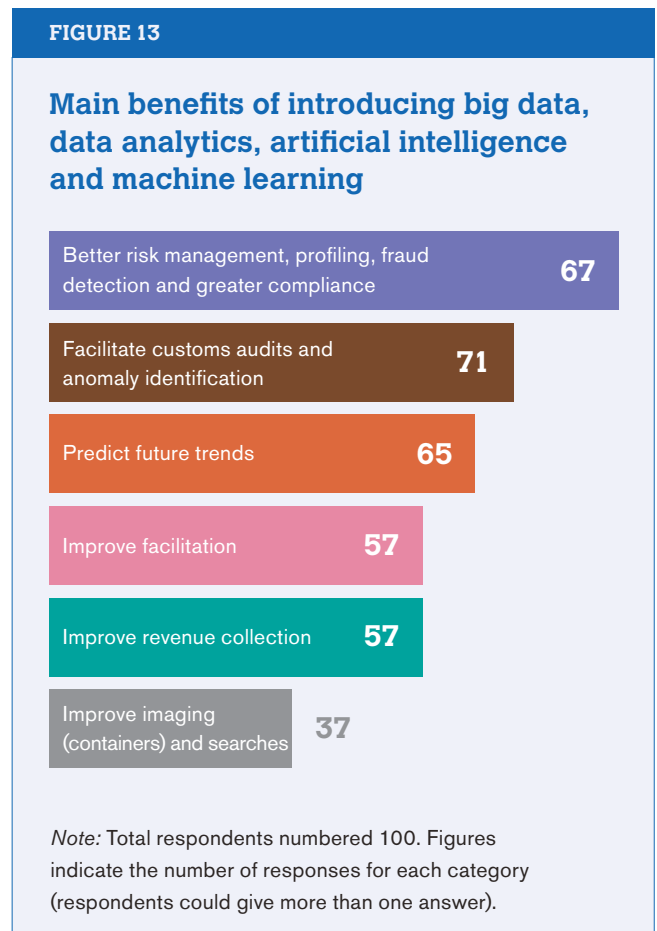 FIGURE 13
Main benefits of introducing big data,
data analytics, artificial intelligence
and machine learning
Better risk management, profiling, fraud
detection and greater compliance
67
Facilitate customs audits and
anomaly identification
71
Predict future trends
65
Improve facilitation
57
Improve revenue collection
57
Improve imaging
(containers) and searches
37
Note: Total respondents numbered 100. Figures
indicate the number of responses for each category
(respondents could give more than one answer).